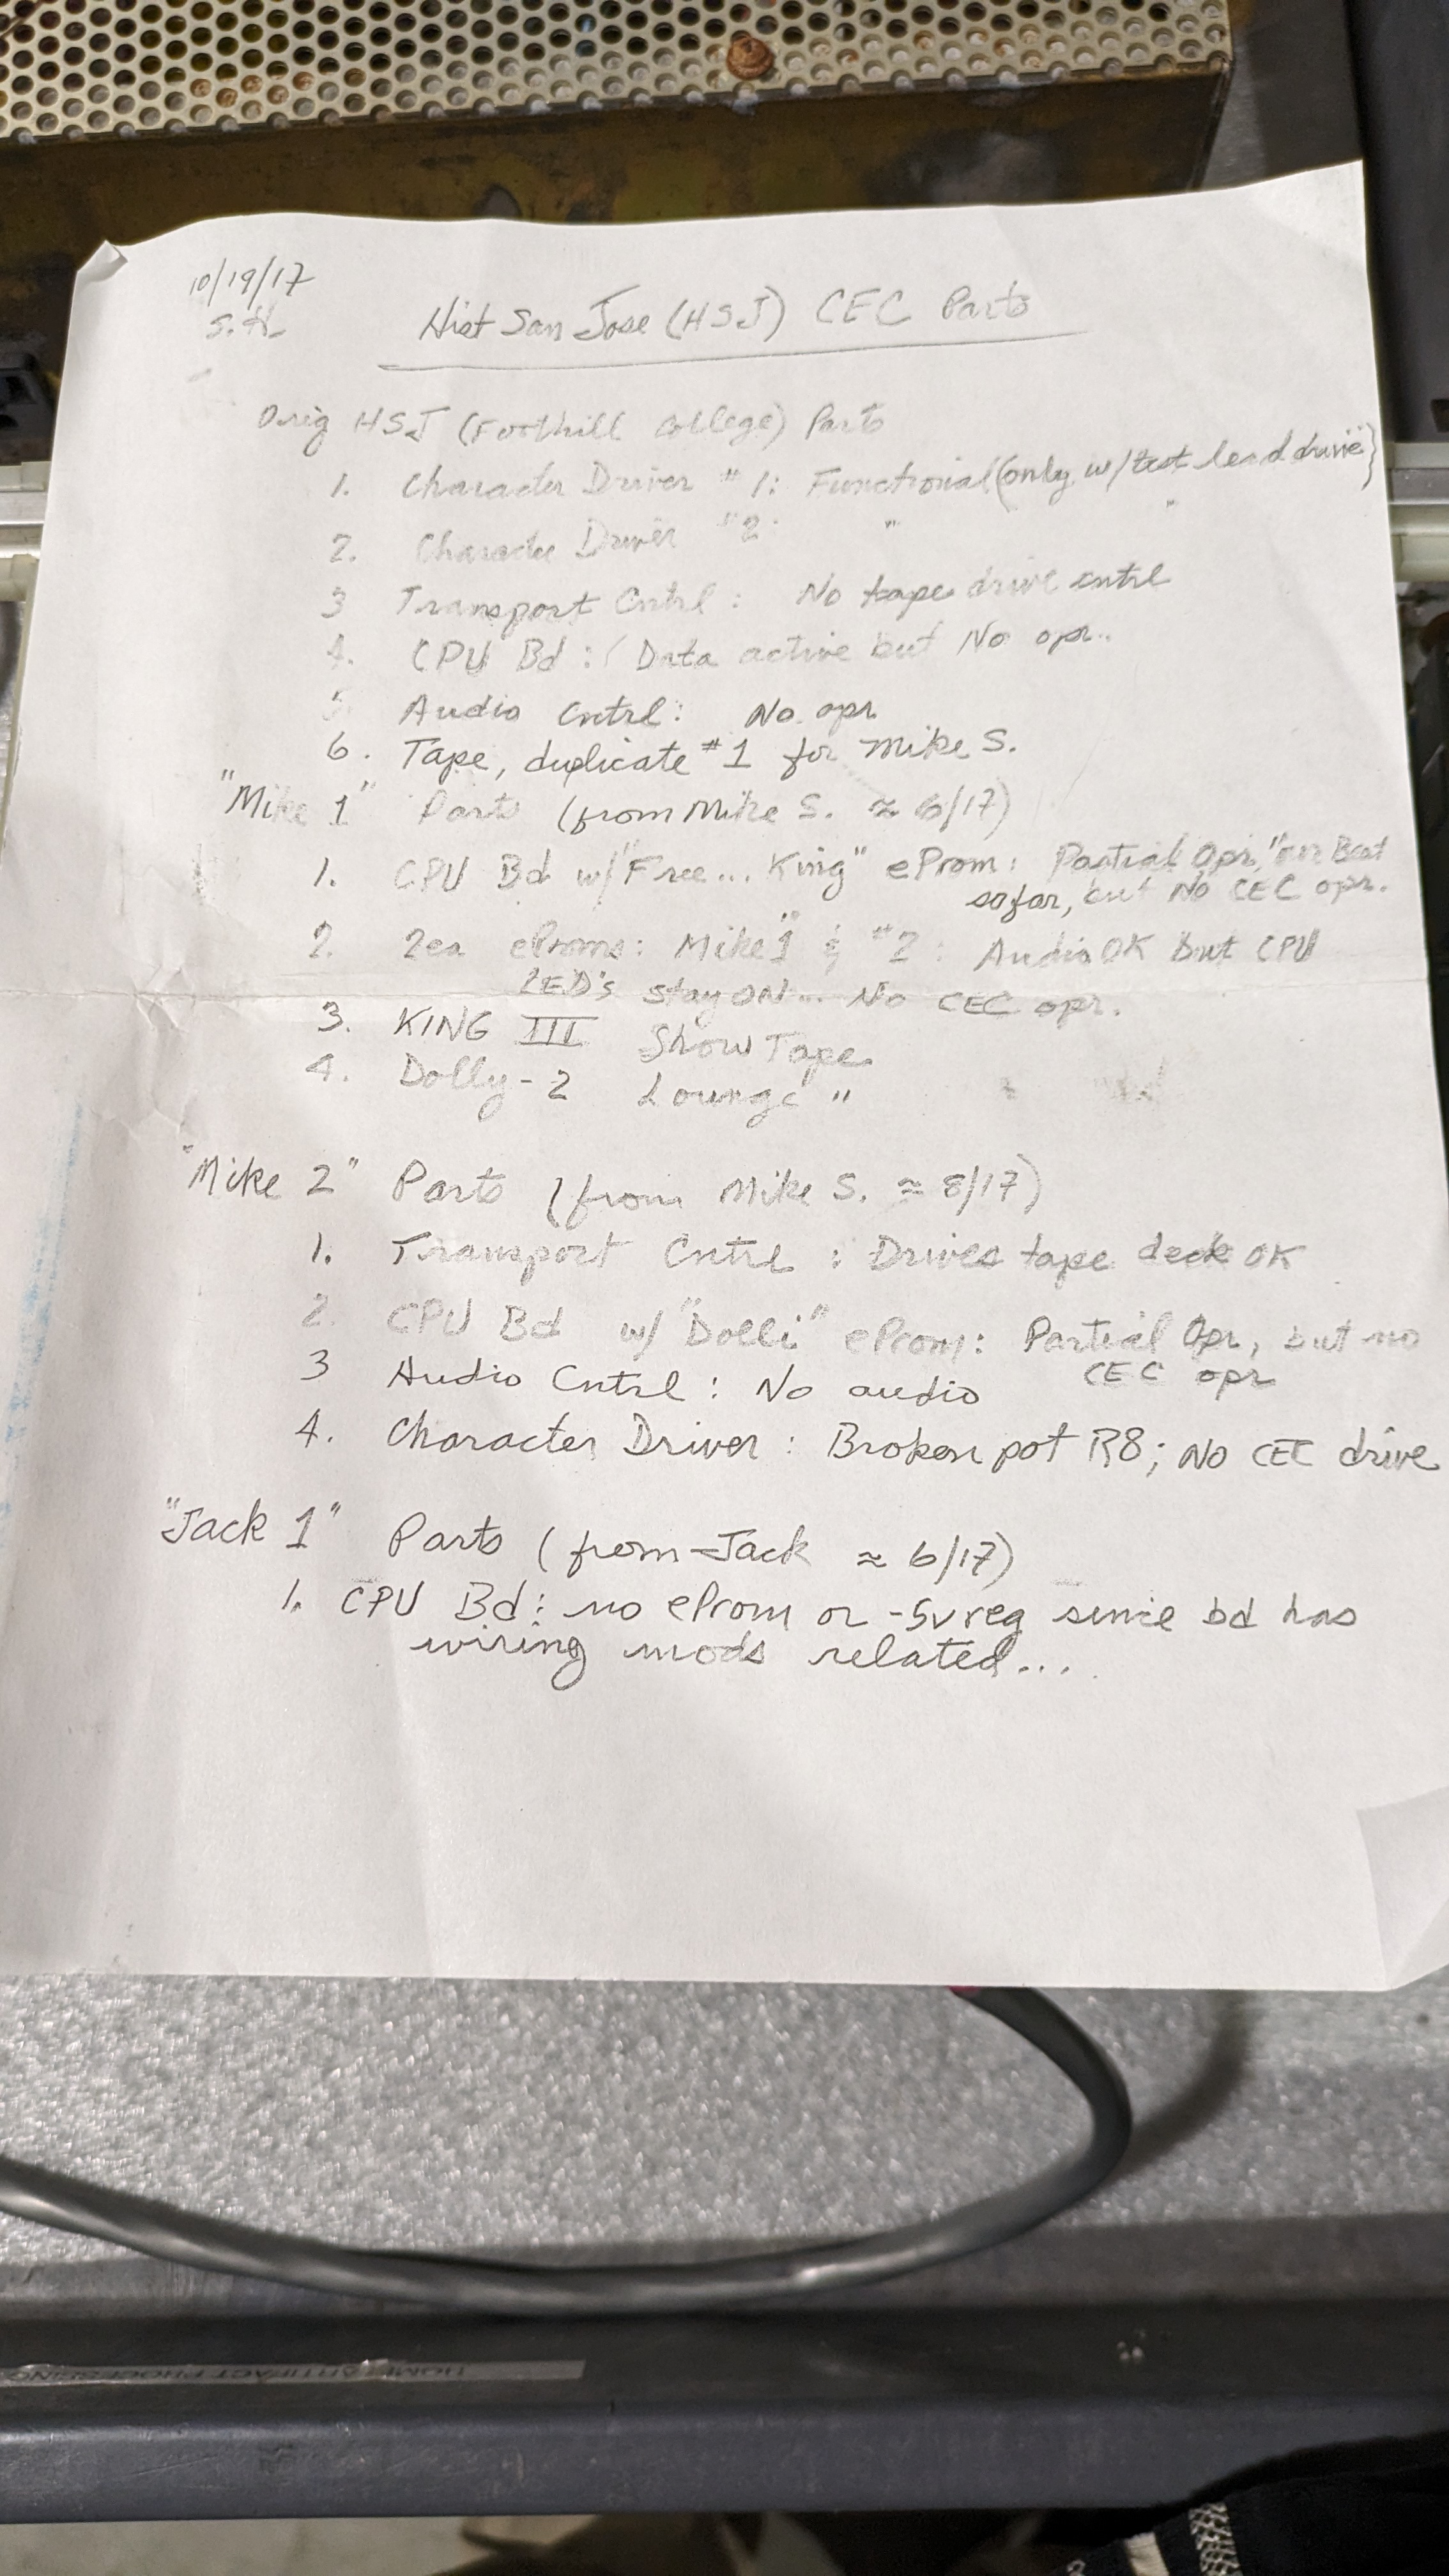 10/19/17
S.H.
Hist San Jose (HSJ) CEC Parts
Orig HSJ (Foothill College) Parts
1. Character Driver #1: Functional (only w/test lead drive)
2. Character Driver #2: " "
3 Transport Cntrl: No tape drive cntrl
4. CPU Bd: Data active but No opr..
5. Audio Cntrl: No opr
6. Tape, duplicate #1 for Mike S.
"Mike 1" Parts (from Mike S. ≈ 6/17)
1. CPU Bd w/"Free... King" eProm: Partial Opr, Best
so far, but No CEC opr.
2. 2ea eProms: Mike "1 & #2: Audio OK but CPU
LED's stay ON... No CEC opr.
3. KING III Show Tape
4. Dolly-2 Lounge "
"Mike 2" Parts (from Mike S. ≈ 8/17)
1. Transport Cntrl: Drives tape deck OK
2. CPU Bd w/"Dolli" eProm: Partial Opr, but no
CEC opr
3 Audio Cntrl: No audio
4. Character Driver: Broken pot R8; No CEC drive
"Jack 1" Parts (from Jack ≈ 6/17)
1. CPU Bd: no eProm or -5v reg since bd has
wiring mods related...